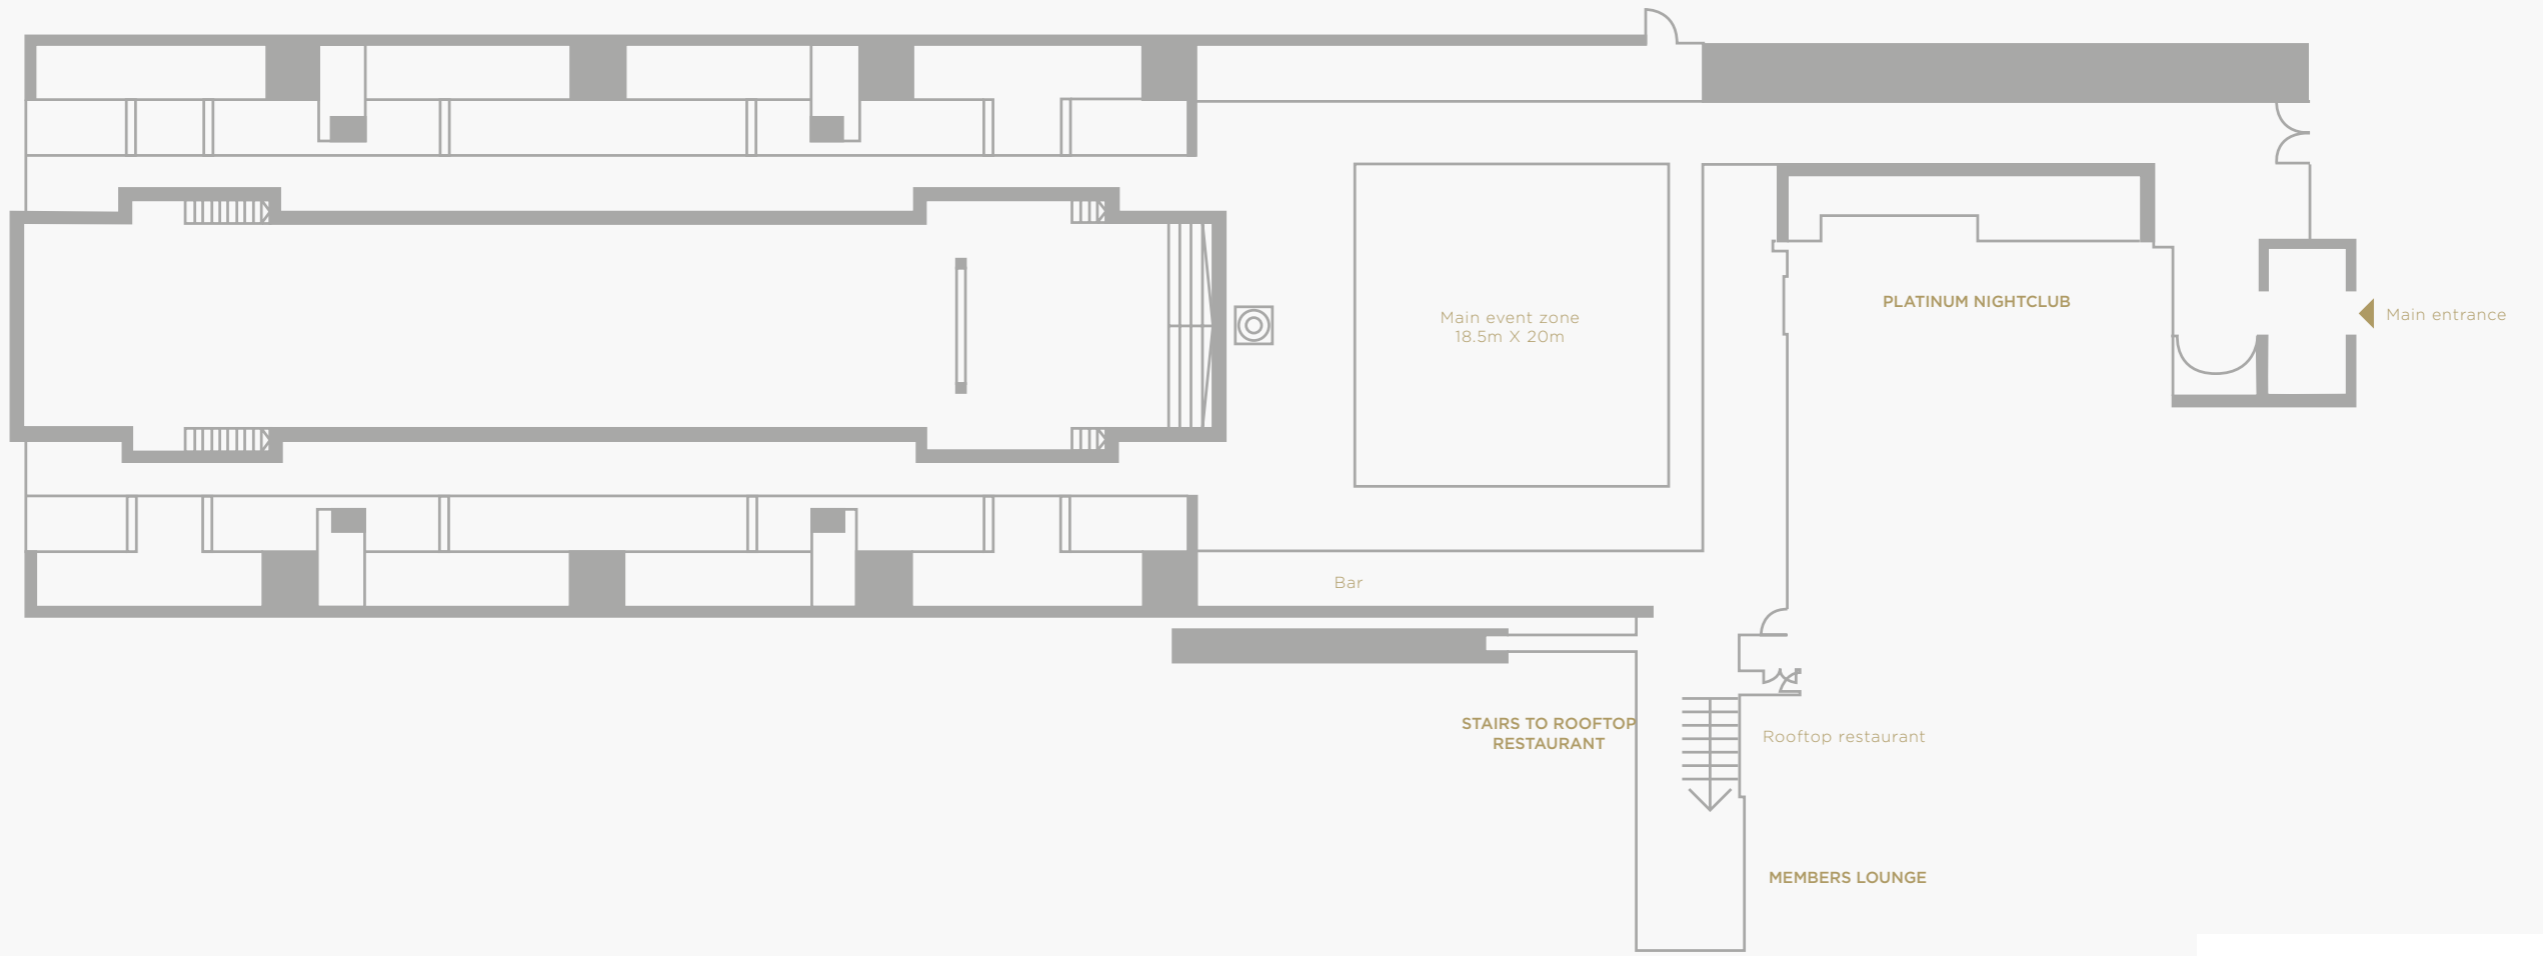 PLATINUM NIGHTCLUB
Main event zone
18.5m X 20m
Main entrance
Bar
STAIRS TO ROOFTOP
RESTAURANT
Rooftop restaurant
MEMBERS LOUNGE